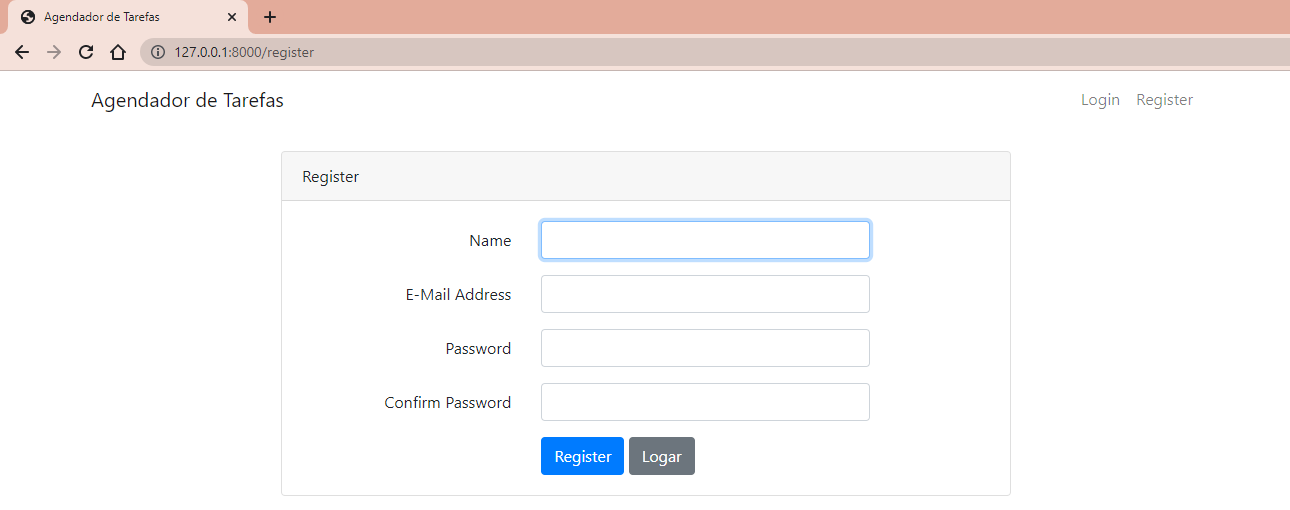 Agendador de Tarefas
127.0.0.1:8000/register
Agendador de Tarefas Login Register
Register
Name
E-Mail Address
Password
Confirm Password
Register Logar